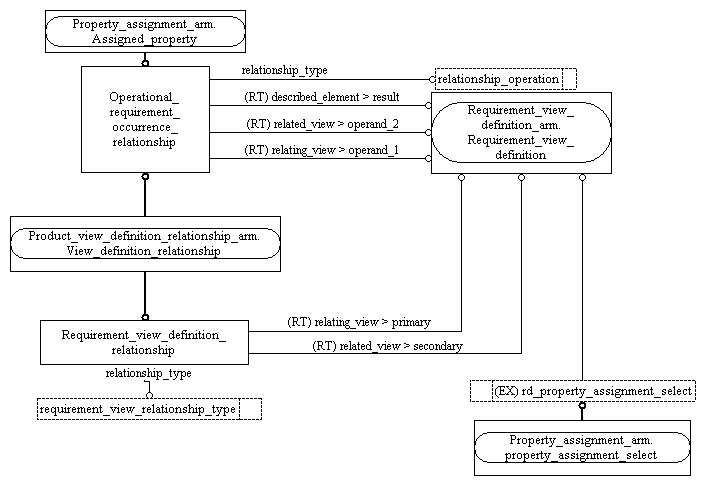 Property_assignment_arm.
Assigned_property
relationship_type
relationship_operation
Operational_
requirement_
occurrence_
relationship
(RT) described_element > result
(RT) related_view > operand_2
(RT) relating_view > operand_1
Requirement_view_
definition_arm.
Requirement_view_
definition
Product_view_definition_relationship_arm.
View_definition_relationship
Requirement_view_definition_
relationship
(RT) relating_view > primary
(RT) related_view > secondary
relationship_type
requirement_view_relationship_type
(EX) rd_property_assignment_select
Property_assignment_arm.
property_assignment_select